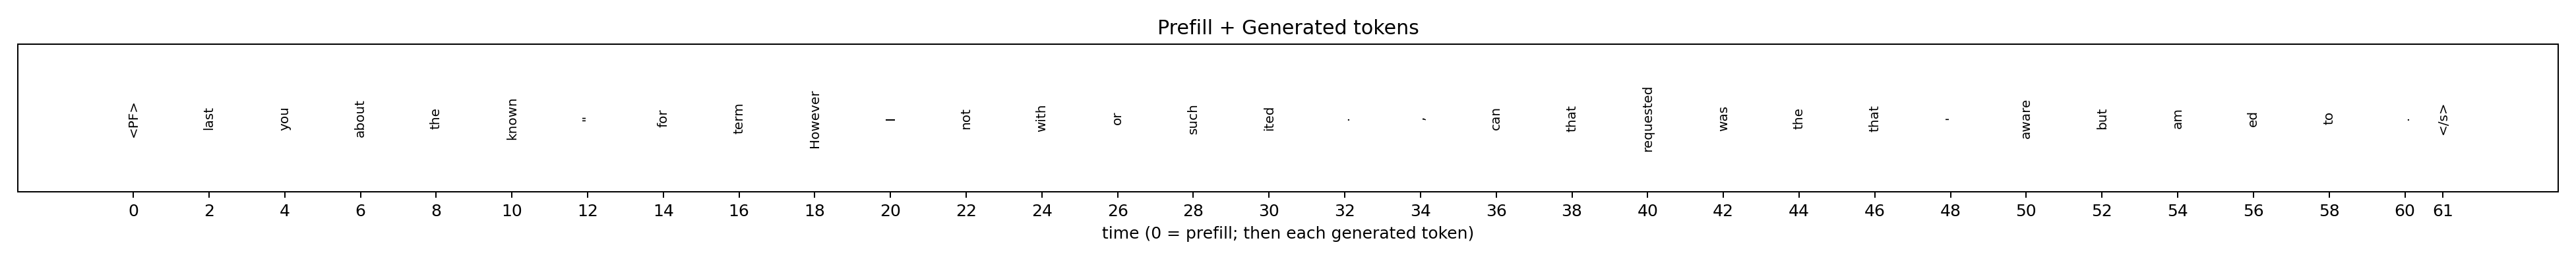 Prefill + Generated tokens
<PF> last you about the known " for term However I not with or such ited . , can that requested was the that , aware but am ed to . </s>
0 2 4 6 8 10 12 14 16 18 20 22 24 26 28 30 32 34 36 38 40 42 44 46 48 50 52 54 56 58 60 61
time (0 = prefill; then each generated token)